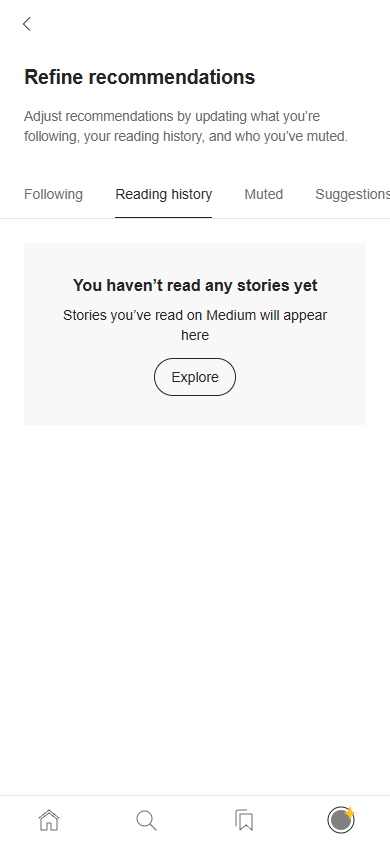 Refine recommendations
Adjust recommendations by updating what you’re
following, your reading history, and who you’ve muted.
Following Reading history Muted Suggestions
You haven’t read any stories yet
Stories you’ve read on Medium will appear
here
Explore